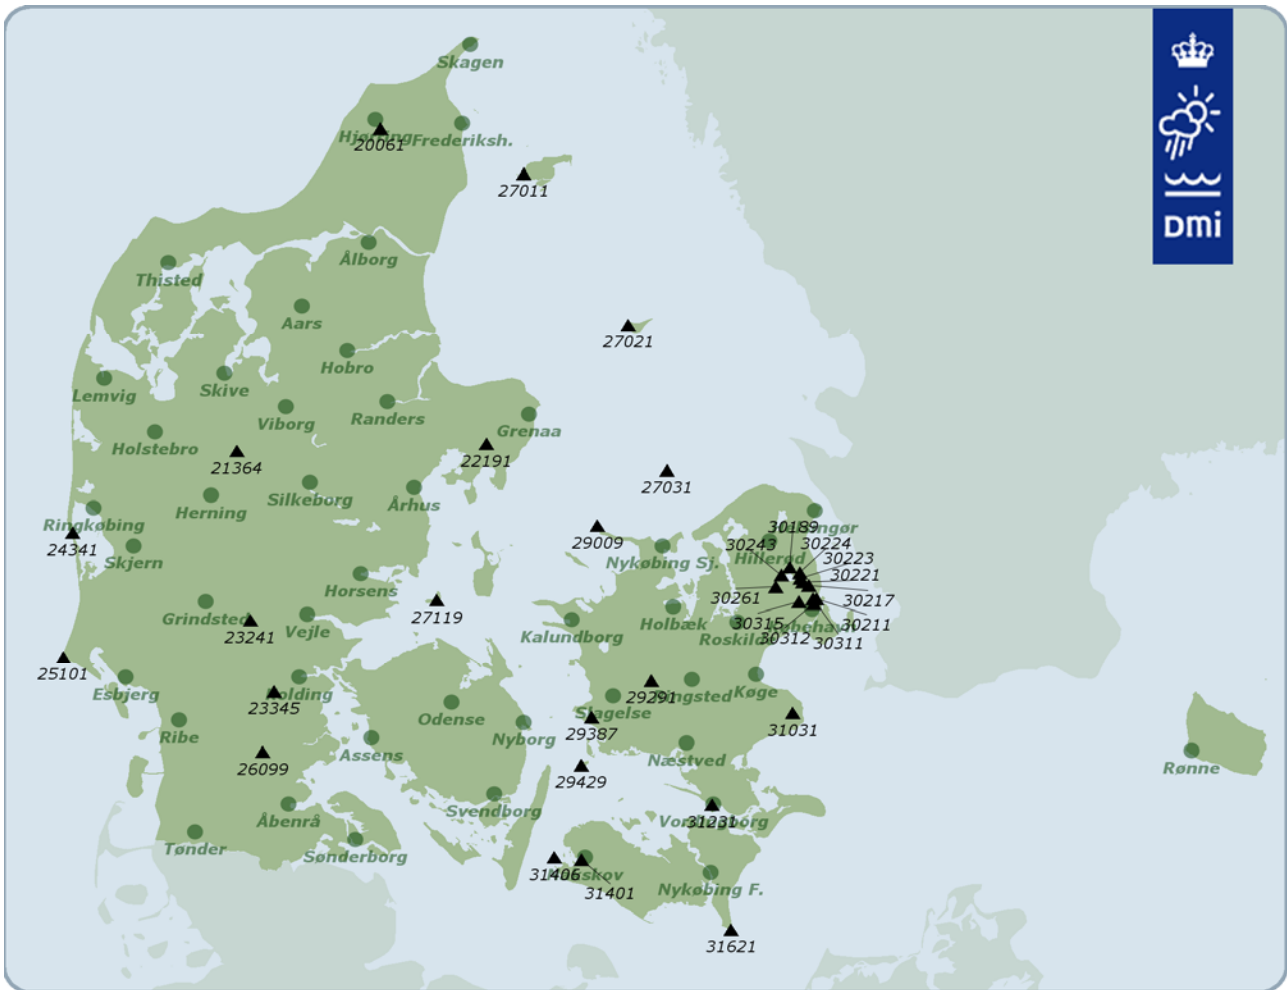 Skagen
DMi
Hjørring
Frederiksh.
20061
27011
Ålborg
Thisted
Aars
27021
Hobro
Lemvig
Skive
Viborg
Randers
Grenaa
Holstebro
22191
21364
27031
Silkeborg
Århus
Herning
Ringkøbing
24341
Skjern
29009
Nykøbing Sj.
30189
30243
30224
Hillerød
30223
30221
30217
30261
30211
30315
30312
30311
Horsens
Grindsted
23241
Vejle
27119
Kalundborg
Holbæk
25101
Esbjerg
23345
Odense
Nyborg
29291
Køge
Slagelse
29387
31031
Ribe
26099
Assens
Næstved
29429
Rønne
Åbenrå
Svendborg
31231
Tønder
Sønderborg
31406
31401
Nykøbing F.
31621